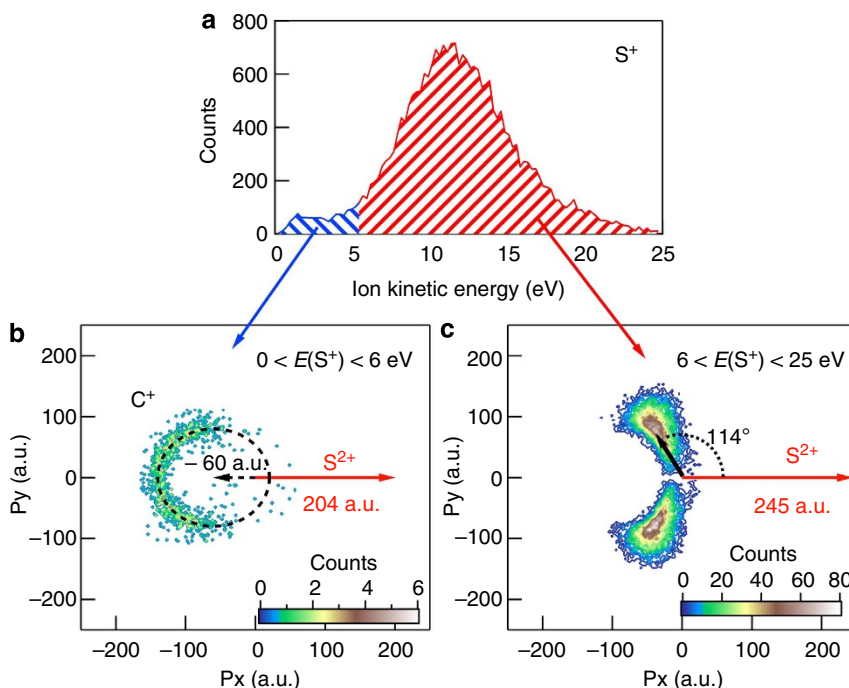 a
800
600
400
200
0
Counts
S⁺
0 5 10 15 20 25
Ion kinetic energy (eV)
b
200
100
0
−100
−200
Py (a.u.)
0 < E(S⁺) < 6 eV
C⁺
− 60 a.u.
S²⁺
204 a.u.
Counts
0 2 4 6
−200 −100 0 100 200
Px (a.u.)
c
200
100
0
−100
−200
Py (a.u.)
6 < E(S⁺) < 25 eV
114°
S²⁺
245 a.u.
Counts
0 20 40 60 80
−200 −100 0 100 200
Px (a.u.)